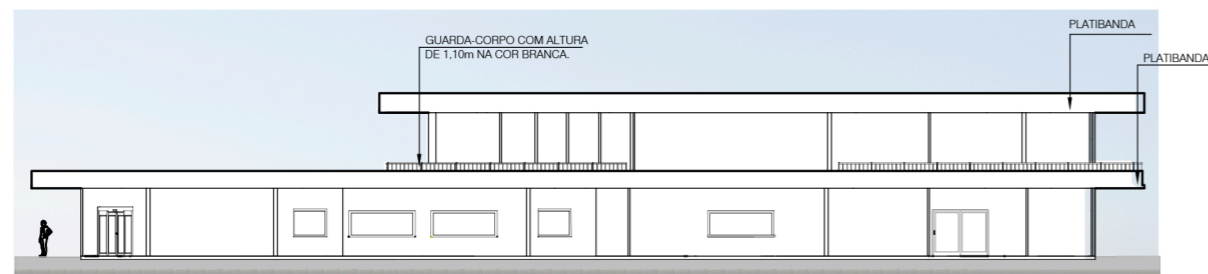 GUARDA-CORPO COM ALTURA
DE 1,10m NA COR BRANCA.
PLATIBANDA
PLATIBANDA